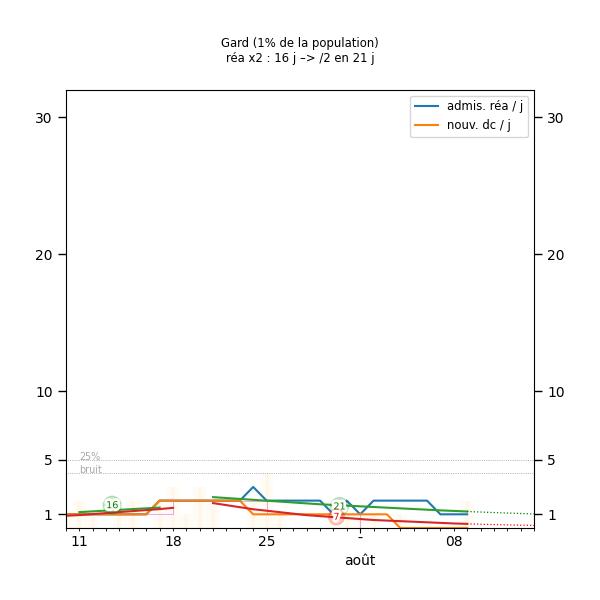 Gard (1% de la population)
réa x2 : 16 j –> /2 en 21 j
admis. réa / j
nouv. dc / j
30 30
20 20
10 10
5 5
25%
bruit
16
21
7
1 1
11 18 25 - 08
août